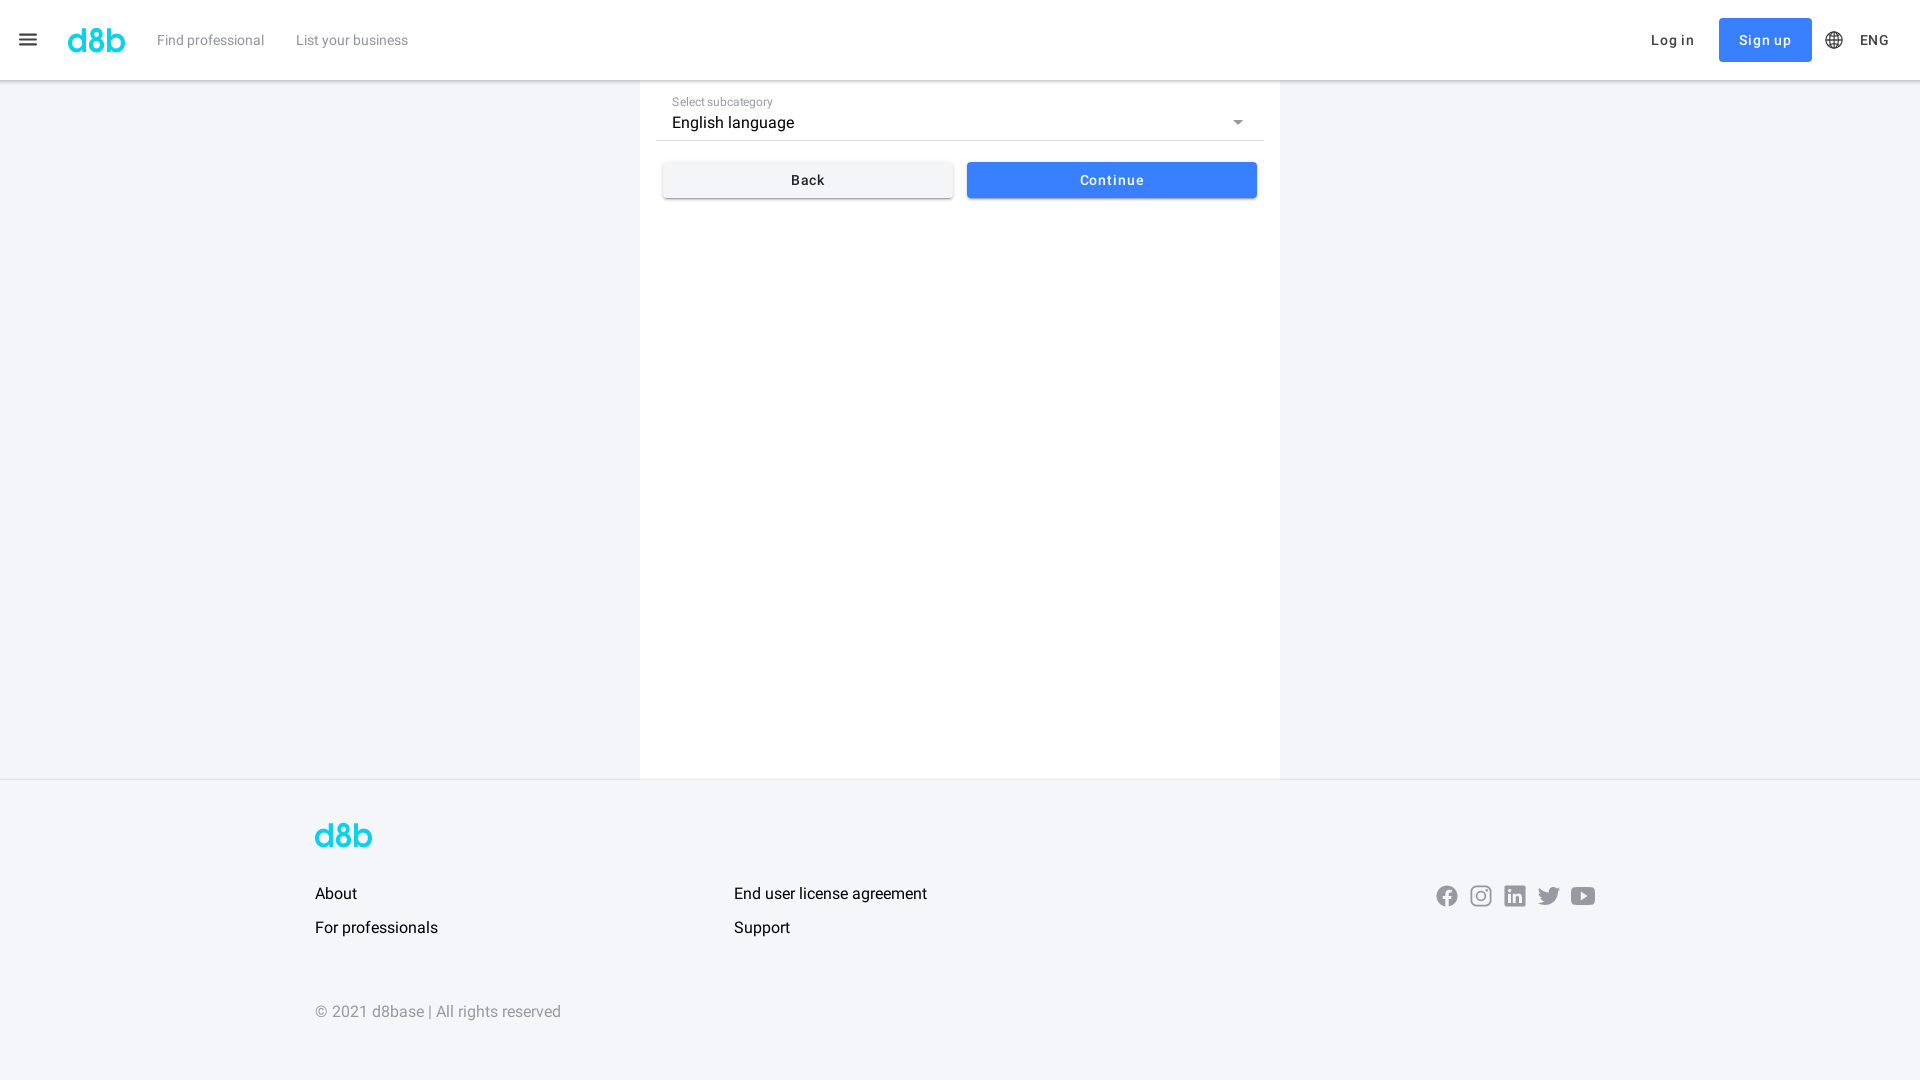 d8b
Find professional
List your business
Log in
Sign up
ENG
Select subcategory
English language
Back
Continue
d8b
About
End user license agreement
For professionals
Support
© 2021 d8base | All rights reserved